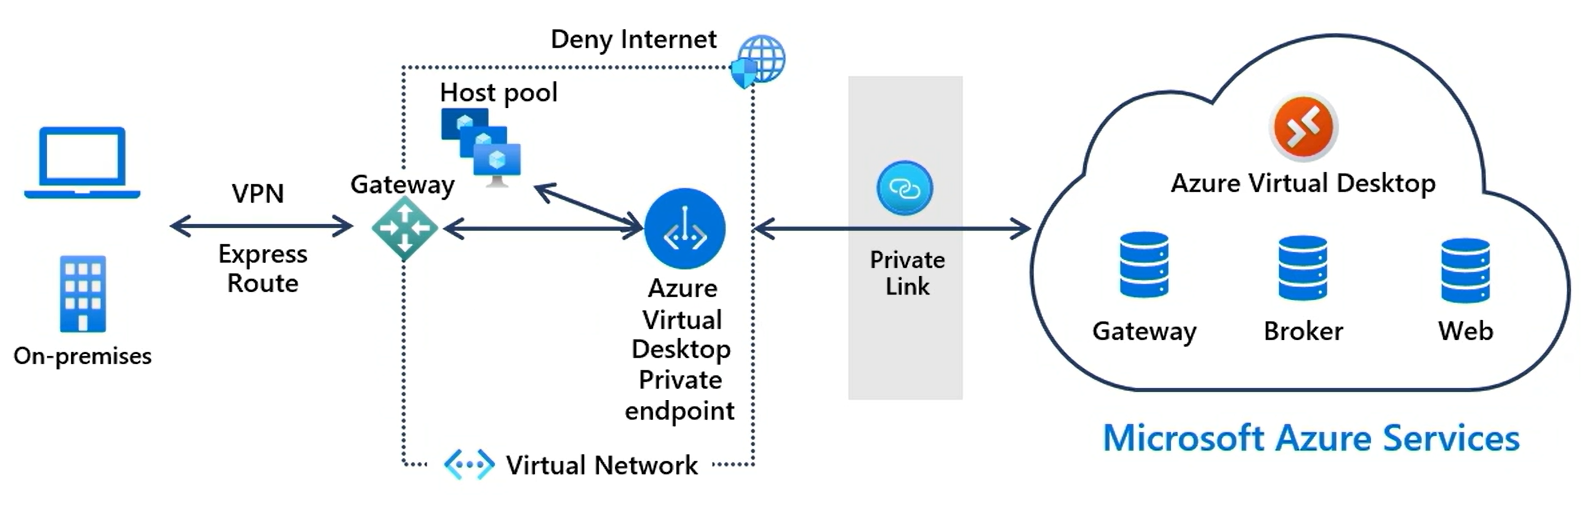 Deny Internet
Host pool
Gateway
VPN
Express
Route
On-premises
Azure
Virtual
Desktop
Private
endpoint
Virtual Network
Private
Link
Azure Virtual Desktop
Gateway
Broker
Web
Microsoft Azure Services